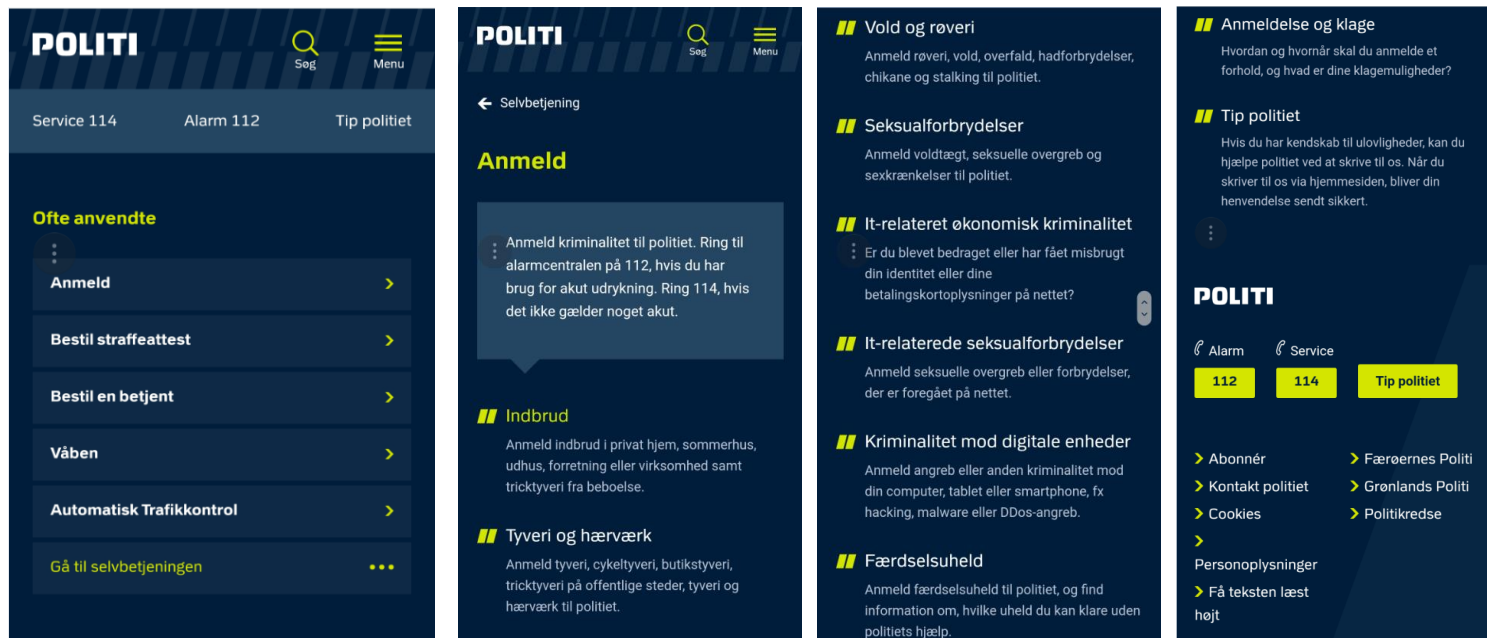 POLITI
Søg
Menu
Service 114
Alarm 112
Tip politiet
Ofte anvendte
Anmeld
Bestil straffeattest
Bestil en betjent
Våben
Automatisk Trafikkontrol
Gå til selvbetjeningen
POLITI
Søg
Menu
Selvbetjening
Anmeld
Anmeld kriminalitet til politiet. Ring til
alarmcentralen på 112, hvis du har
brug for akut udrykning. Ring 114, hvis
det ikke gælder noget akut.
Indbrud
Anmeld indbrud i privat hjem, sommerhus,
udhus, forretning eller virksomhed samt
tricktyveri fra beboelse.
Tyveri og hærværk
Anmeld tyveri, cykeltyveri, butikstyveri,
tricktyveri på offentlige steder, tyveri og
hærværk til politiet.
Vold og røveri
Anmeld røveri, vold, overfald, hadforbrydelser,
chikane og stalking til politiet.
Seksualforbrydelser
Anmeld voldtægt, seksuelle overgreb og
sexkrænkelser til politiet.
It-relateret økonomisk kriminalitet
Er du blevet bedraget eller har fået misbrugt
din identitet eller dine
betalingskortoplysninger på nettet?
It-relaterede seksualforbrydelser
Anmeld seksuelle overgreb eller forbrydelser,
der er foregået på nettet.
Kriminalitet mod digitale enheder
Anmeld angreb eller anden kriminalitet mod
din computer, tablet eller smartphone, fx
hacking, malware eller DDos-angreb.
Færdselsuheld
Anmeld færdselsuheld til politiet, og find
information om, hvilke uheld du kan klare uden
politiets hjælp.
Anmeldelse og klage
Hvordan og hvornår skal du anmelde et
forhold, og hvad er dine klagemuligheder?
Tip politiet
Hvis du har kendskab til ulovligheder, kan du
hjælpe politiet ved at skrive til os. Når du
skriver til os via hjemmesiden, bliver din
henvendelse sendt sikkert.
POLITI
Alarm
Service
112
114
Tip politiet
Abonnér
Færøernes Politi
Kontakt politiet
Grønlands Politi
Cookies
Politikredse
Personoplysninger
Få teksten læst
højt